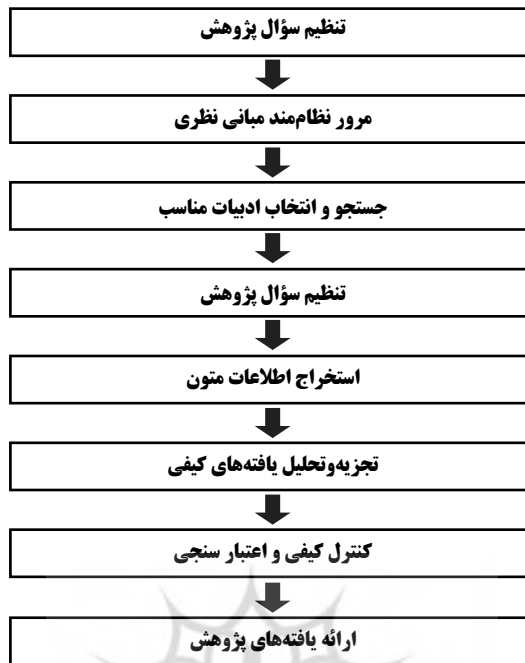 تنظیم سؤال پژوهش
مرور نظام‌مند مبانی نظری
جستجو و انتخاب ادبیات مناسب
تنظیم سؤال پژوهش
استخراج اطلاعات متون
تجزیه‌وتحلیل یافته‌های کیفی
کنترل کیفی و اعتبار سنجی
ارائه یافته‌های پژوهش